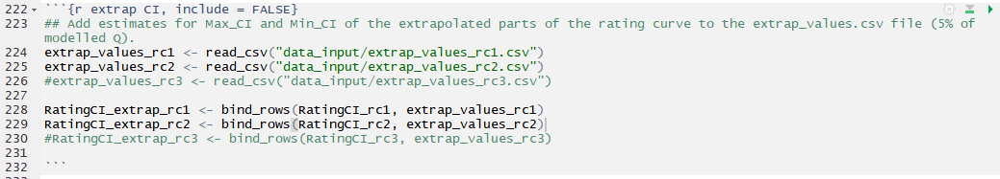 222 ```{r extrap CI, include = FALSE}
223 ## Add estimates for Max_CI and Min_CI of the extrapolated parts of the rating curve to the extrap_values.csv file (5% of
modelled Q).
224 extrap_values_rc1 <- read_csv("data_input/extrap_values_rc1.csv")
225 extrap_values_rc2 <- read_csv("data_input/extrap_values_rc2.csv")
226 #extrap_values_rc3 <- read_csv("data_input/extrap_values_rc3.csv")
227
228 RatingCI_extrap_rc1 <- bind_rows(RatingCI_rc1, extrap_values_rc1)
229 RatingCI_extrap_rc2 <- bind_rows(RatingCI_rc2, extrap_values_rc2)
230 #RatingCI_extrap_rc3 <- bind_rows(RatingCI_rc3, extrap_values_rc3)
231
232 ```